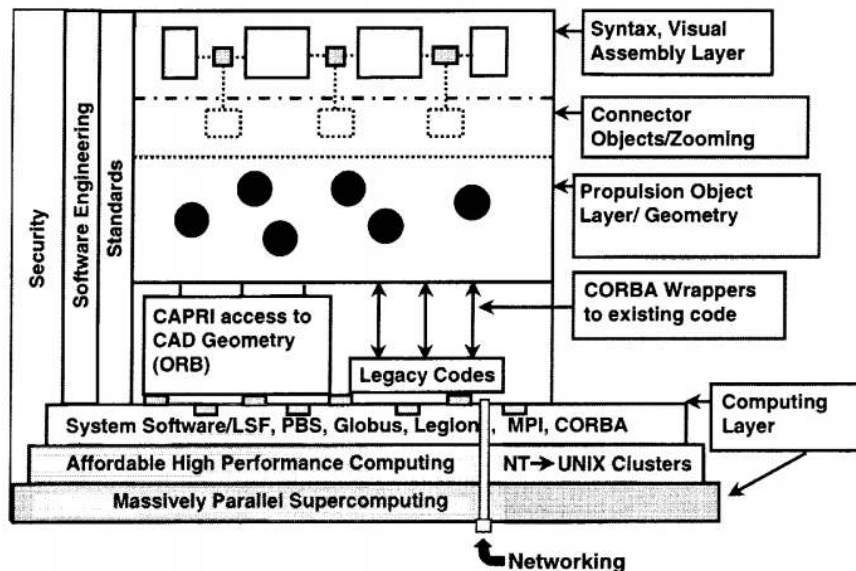 Security
Software Engineering
Standards
Syntax, Visual
Assembly Layer
Connector
Objects/Zooming
Propulsion Object
Layer/ Geometry
CORBA Wrappers
to existing code
CAPRI access to
CAD Geometry
(ORB)
Legacy Codes
Computing
Layer
System Software/LSF, PBS, Globus, Legion, MPI, CORBA
Affordable High Performance Computing NT→UNIX Clusters
Massively Parallel Supercomputing
Networking